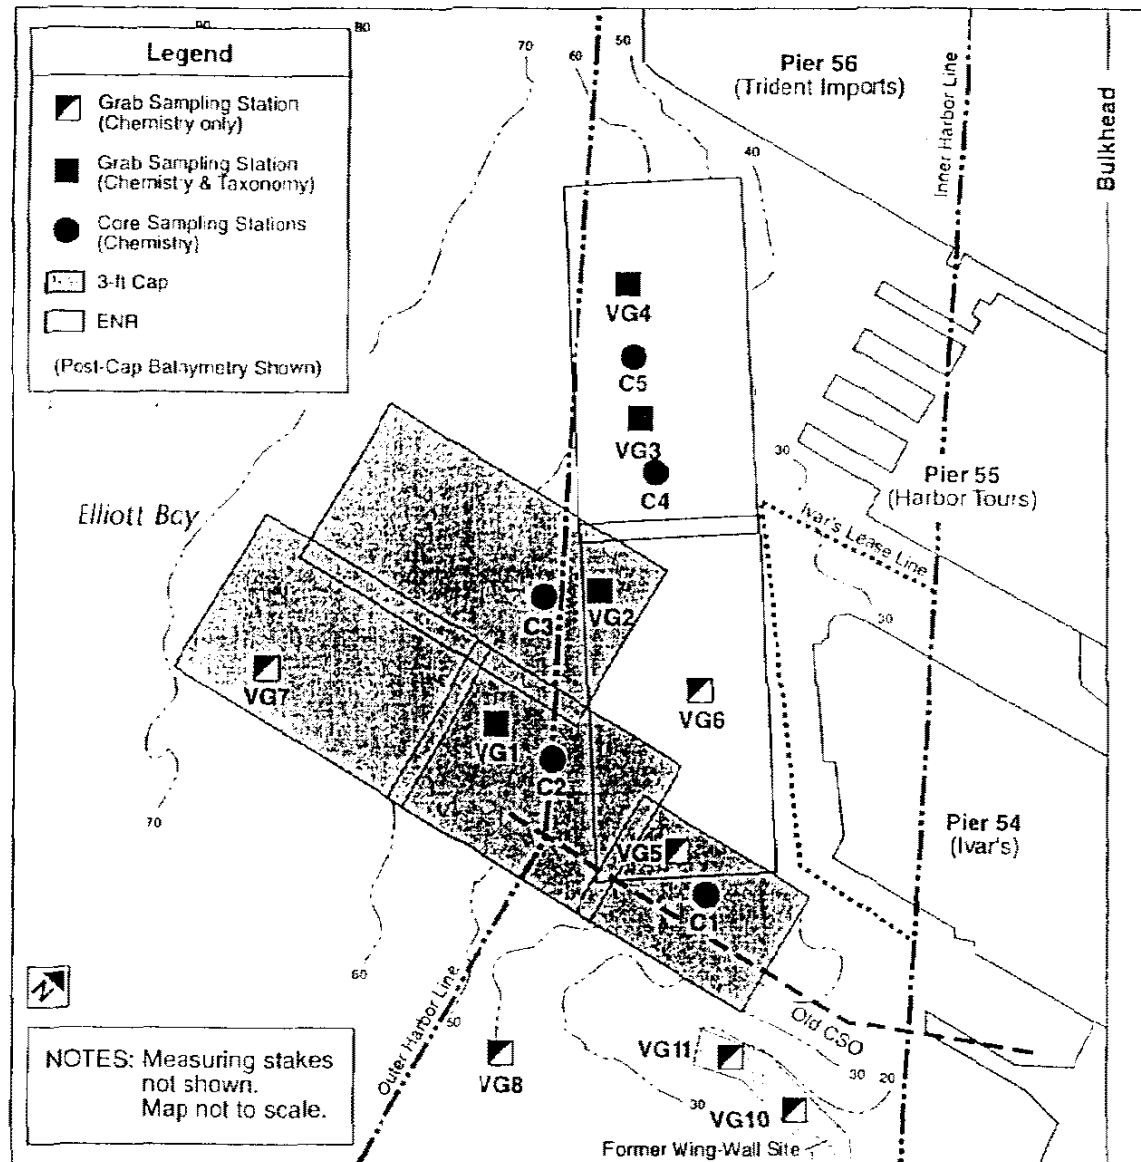 90
80
70
60
50
Legend
Grab Sampling Station
(Chemistry only)
Grab Sampling Station
(Chemistry & Taxonomy)
Core Sampling Stations
(Chemistry)
3-ft Cap
ENR
(Post-Cap Bathymetry Shown)
Pier 56
(Trident Imports)
Inner Harbor Line
Bulkhead
40
VG4
C5
VG3
C4
30
Pier 55
(Harbor Tours)
Ivar's Lease Line
Elliott Bay
C3
VG2
30
VG7
VG6
VG1
C2
70
VG5
Pier 54
(Ivar's)
C1
60
Outer Harbor Line
50
Old CSO
N
NOTES: Measuring stakes
not shown.
Map not to scale.
VG8
VG11
30
20
30
VG10
Former Wing-Wall Site